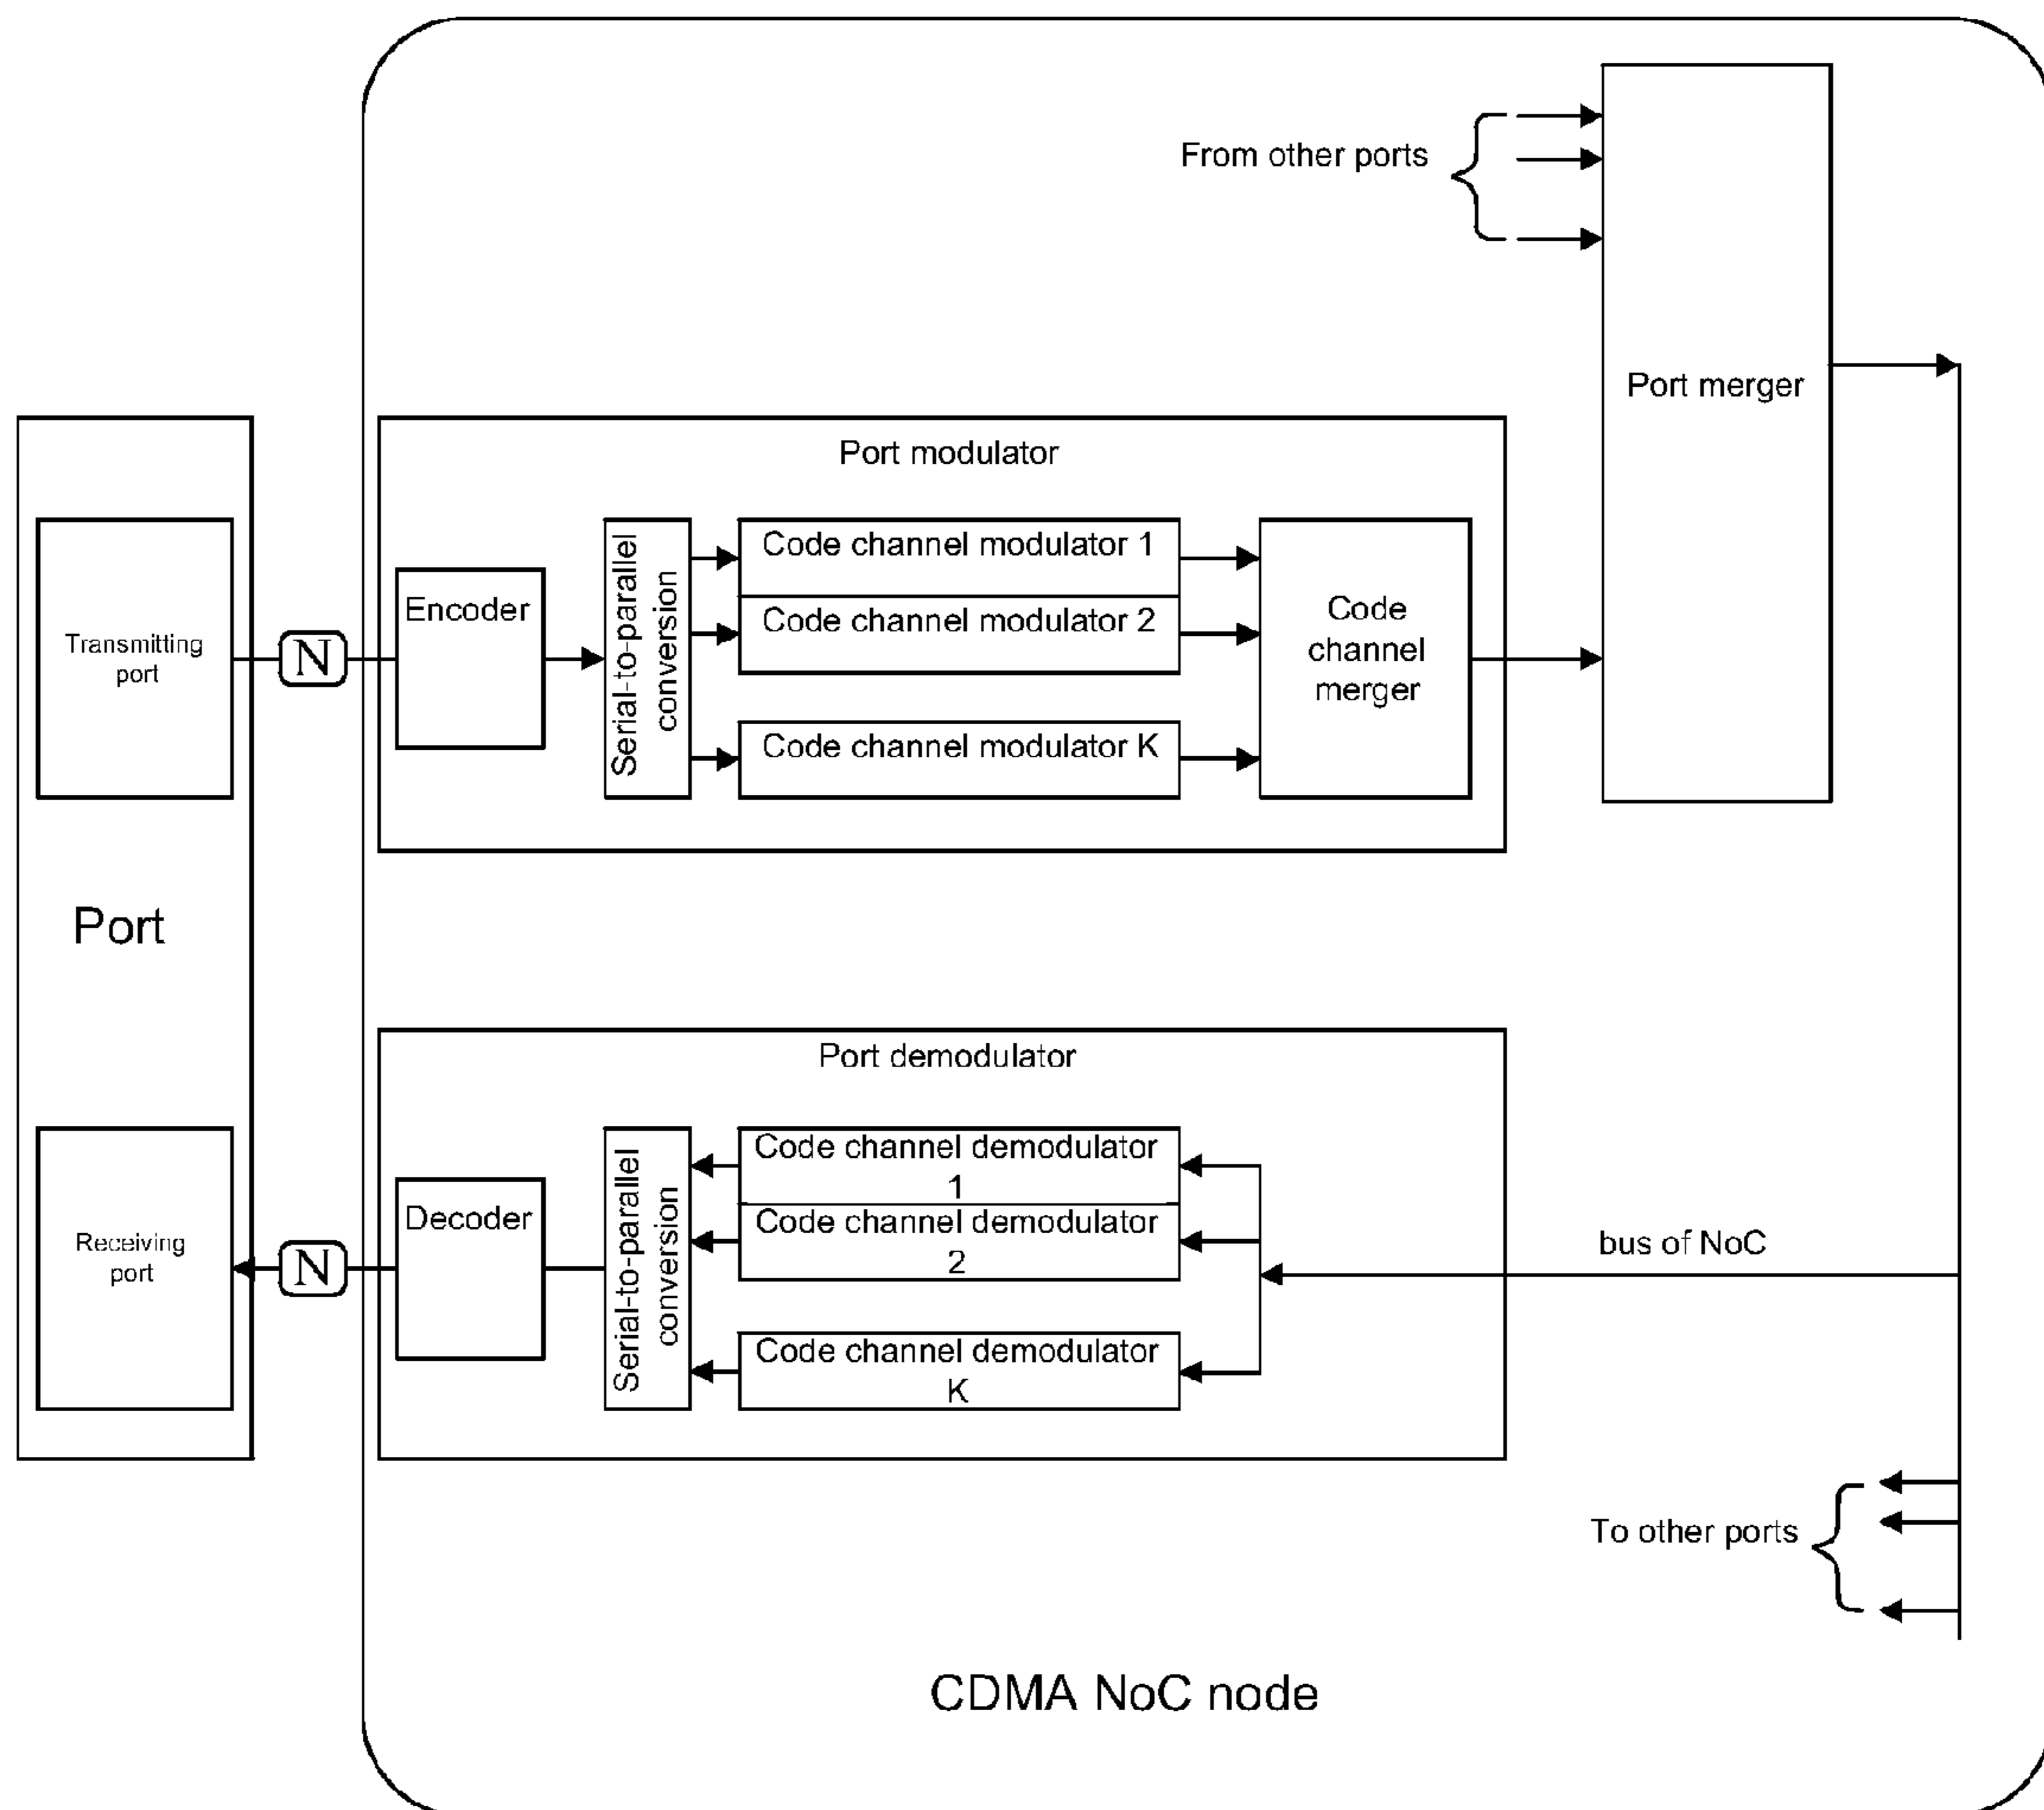 From other ports
Port merger
Port modulator
Transmitting
port
N
Encoder
Serial-to-parallel
conversion
Code channel modulator 1
Code channel modulator 2
Code channel modulator K
Code
channel
merger
Port
Port demodulator
Receiving
port
N
Decoder
Serial-to-parallel
conversion
Code channel demodulator
1
Code channel demodulator
2
Code channel demodulator
K
bus of NoC
To other ports
CDMA NoC node